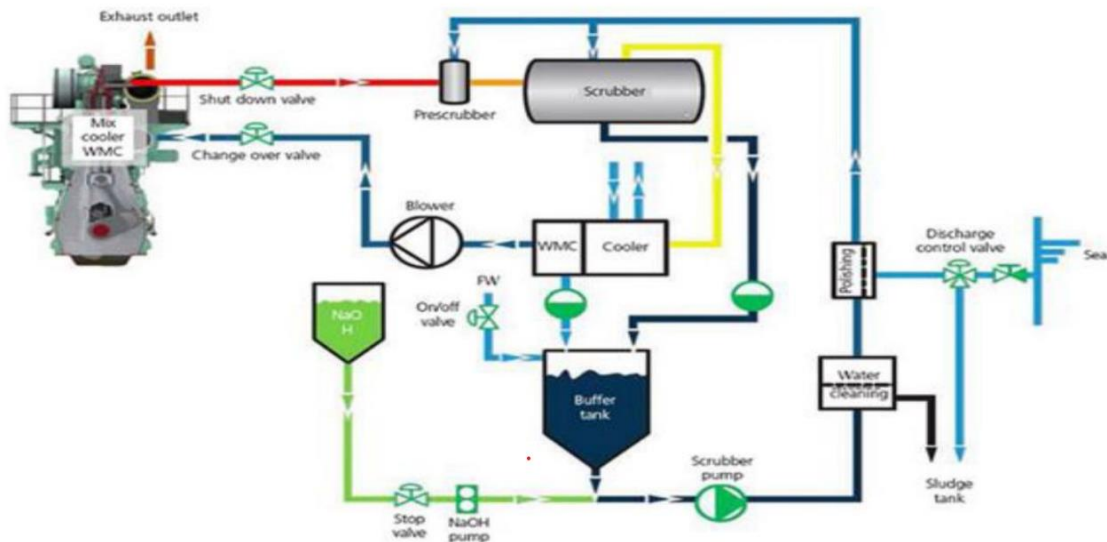 Exhaust outlet
Shut down valve
Mix
cooler
WMC
Change over valve
Prescrubber
Scrubber
Blower
WMC
Cooler
FW
On/off
valve
NaO
H
Buffer
tank
Stop
valve
NaOH
pump
Scrubber
pump
Polishing
Water
cleaning
Discharge
control valve
Sea
Sludge
tank